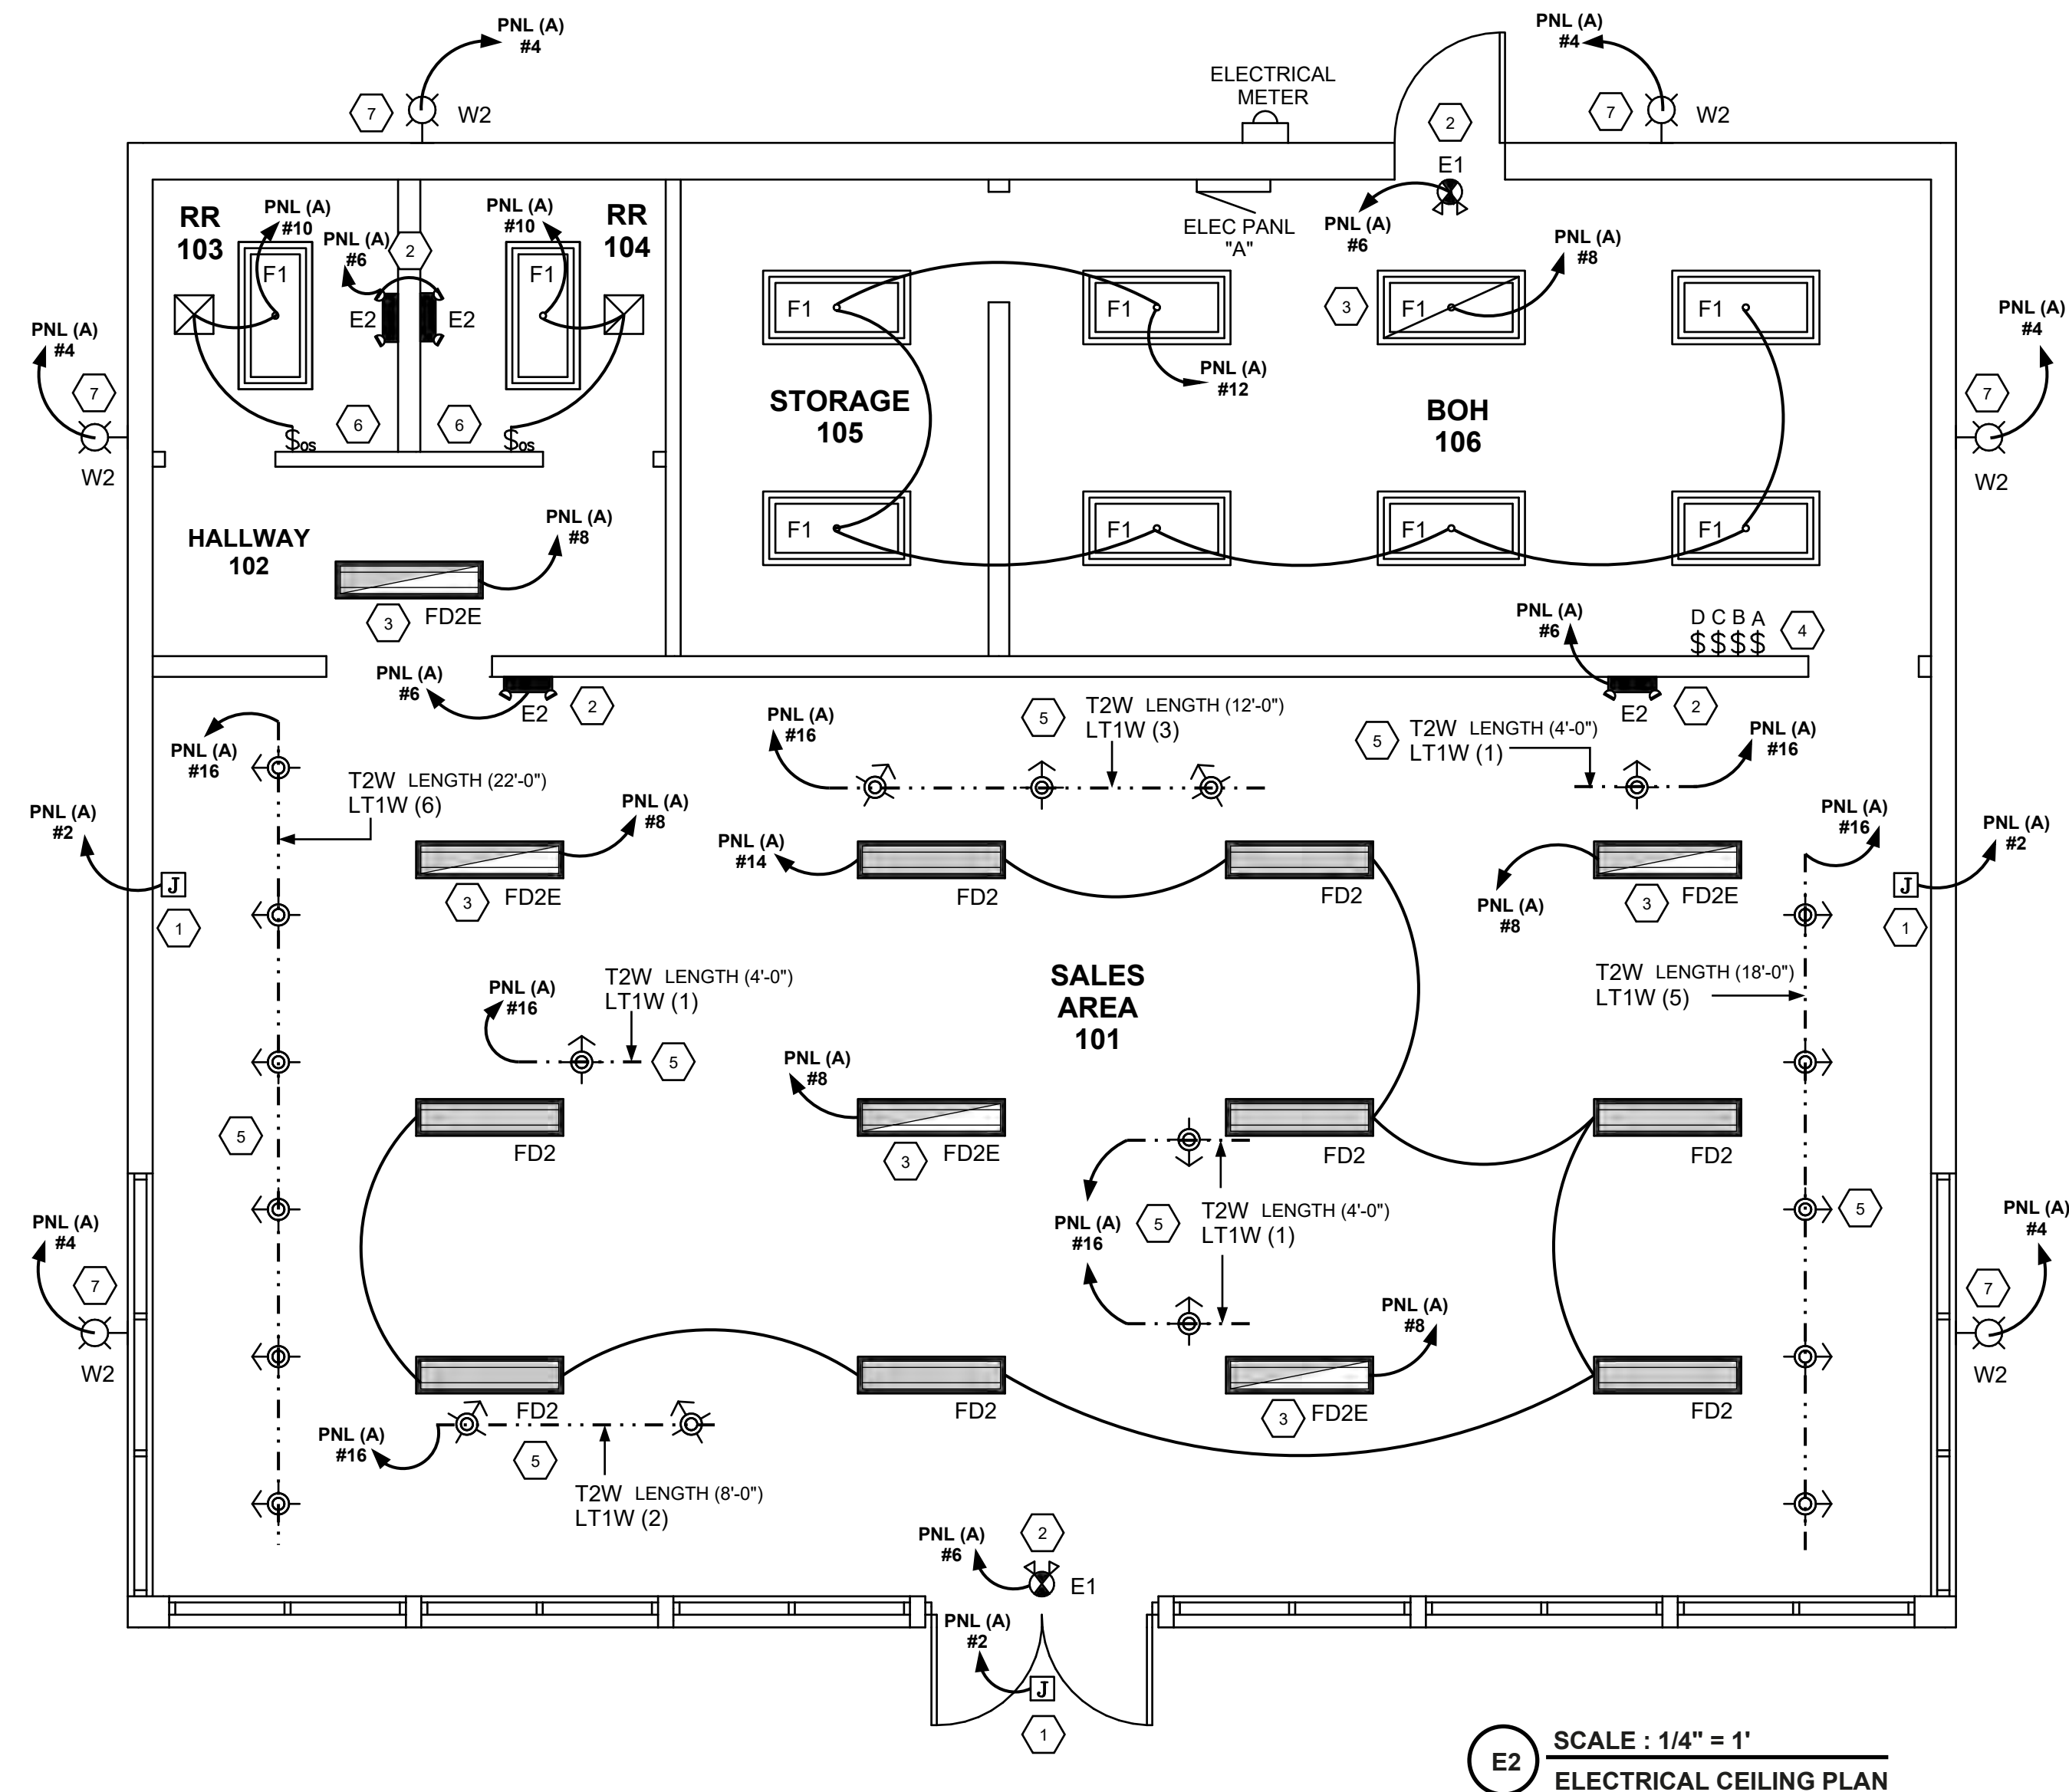 PNL (A)
#4
7
W2
ELECTRICAL
METER
PNL (A)
#4
7
W2
2
E1
PNL (A)
#6
ELEC PANL
"A"
RR
103
PNL (A)
#10
F1
PNL (A)
#6
2
E2
E2
PNL (A)
#10
RR
104
F1
PNL (A)
#8
F1
F1
3
F1
F1
PNL (A)
#12
PNL (A)
#4
7
W2
PNL (A)
#4
7
W2
6
6
$OS
$OS
STORAGE
105
BOH
106
HALLWAY
102
PNL (A)
#8
3
FD2E
F1
F1
F1
F1
PNL (A)
#6
D C B A
$ $ $ $
4
PNL (A)
#6
E2
2
E2
2
PNL (A)
#16
T2W LENGTH (22'-0")
LT1W (6)
PNL (A)
#16
5
T2W LENGTH (12'-0")
LT1W (3)
5
T2W LENGTH (4'-0")
LT1W (1)
PNL (A)
#16
PNL (A)
#2
J
1
PNL (A)
#8
3
FD2E
PNL (A)
#14
FD2
FD2
PNL (A)
#8
3
FD2E
PNL (A)
#16
PNL (A)
#2
J
1
PNL (A)
#16
T2W LENGTH (4'-0")
LT1W (1)
5
SALES
AREA
101
T2W LENGTH (18'-0")
LT1W (5)
PNL (A)
#8
5
FD2
3
FD2E
FD2
FD2
PNL (A)
#16
5
T2W LENGTH (4'-0")
LT1W (1)
5
PNL (A)
#4
7
W2
PNL (A)
#4
7
W2
PNL (A)
#8
FD2
FD2
3
FD2E
FD2
PNL (A)
#16
5
T2W LENGTH (8'-0")
LT1W (2)
PNL (A)
#6
2
E1
PNL (A)
#2
J
1
E2
SCALE : 1/4" = 1'
ELECTRICAL CEILING PLAN